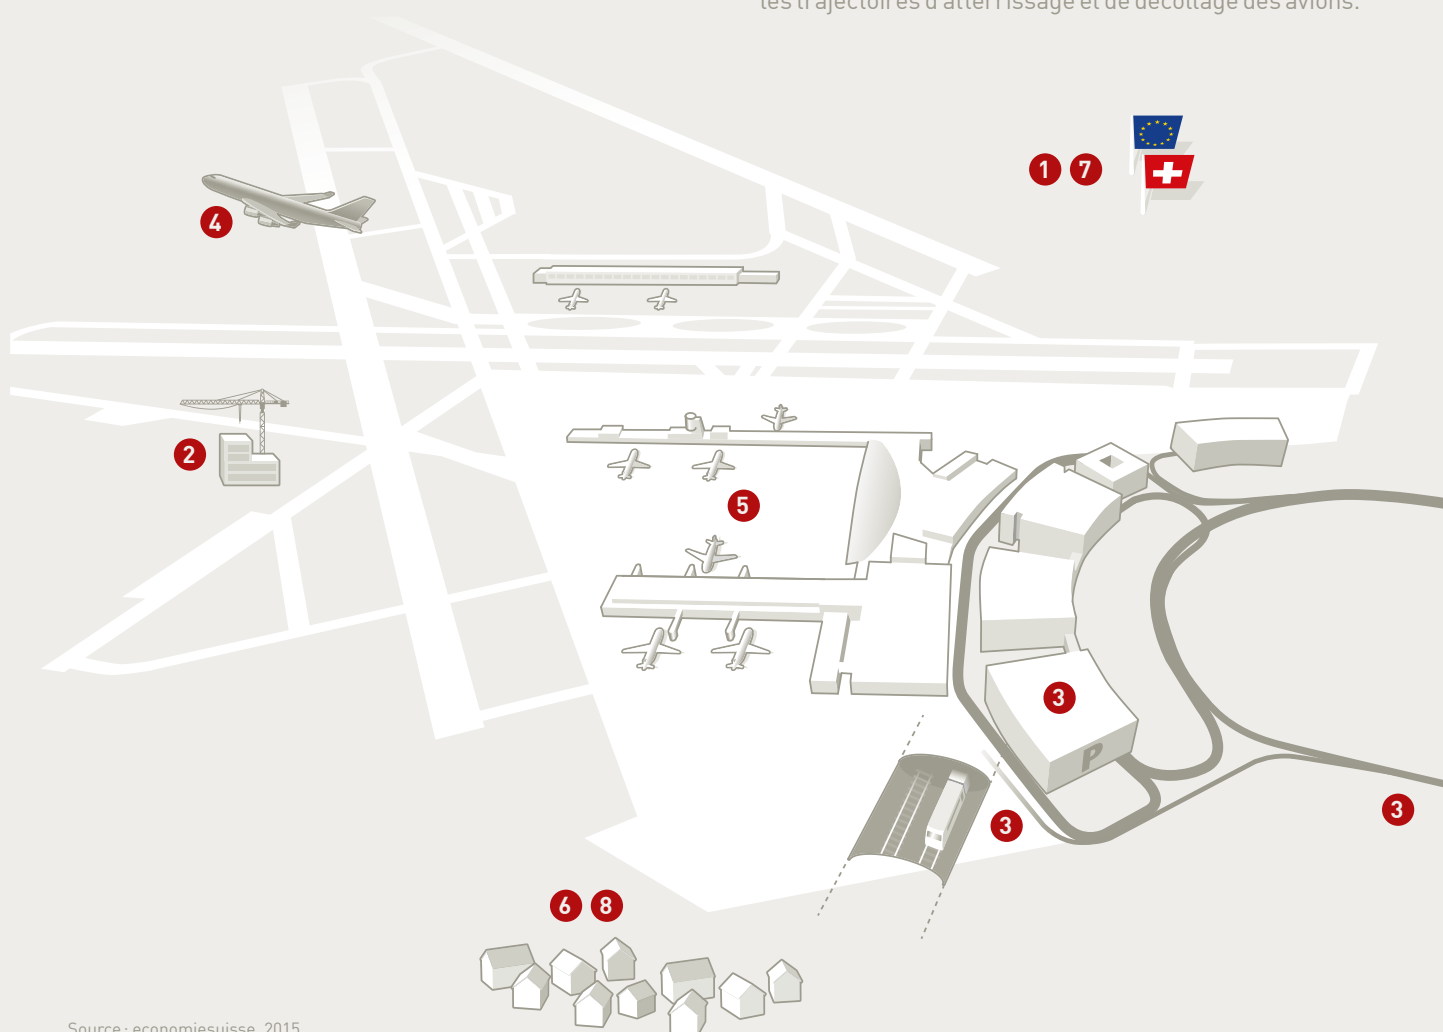 les trajectoires d'atterrissage et de décollage des avions.
1 7
4
2
5
3
P
3
3
6 8
Source : economiesuisse, 2015